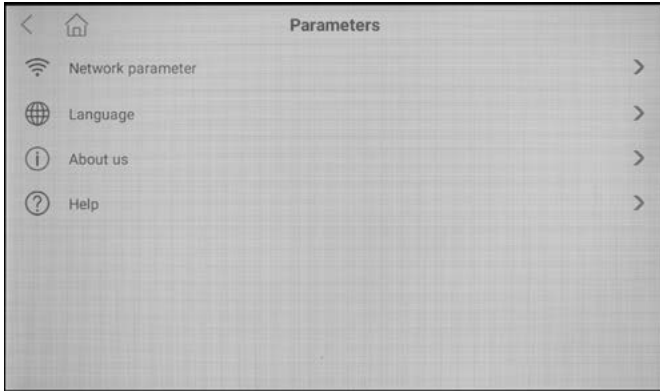 Parameters
Network parameter
Language
About us
Help